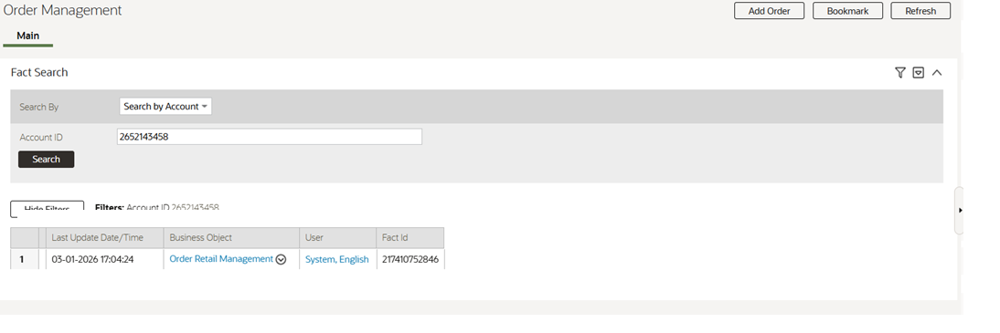 Order Management
Add Order Bookmark Refresh
Main
Fact Search
Search By Search by Account
Account ID 2652143458
Search
Hide Filters Filters: Account ID 2652143458
Last Update Date/Time Business Object User Fact Id
1 03-01-2026 17:04:24 Order Retail Management System, English 217410752846